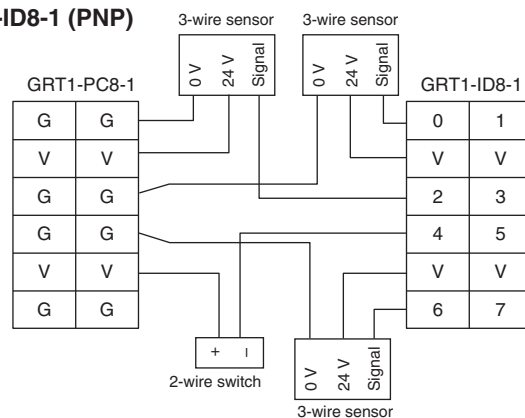 -ID8-1 (PNP)
3-wire sensor
3-wire sensor
0 V
24 V
Signal
0 V
24 V
Signal
GRT1-PC8-1
GRT1-ID8-1
G G
V V
G G
G G
V V
G G
0 1
V V
2 3
4 5
V V
6 7
+ –
2-wire switch
0 V
24 V
Signal
3-wire sensor